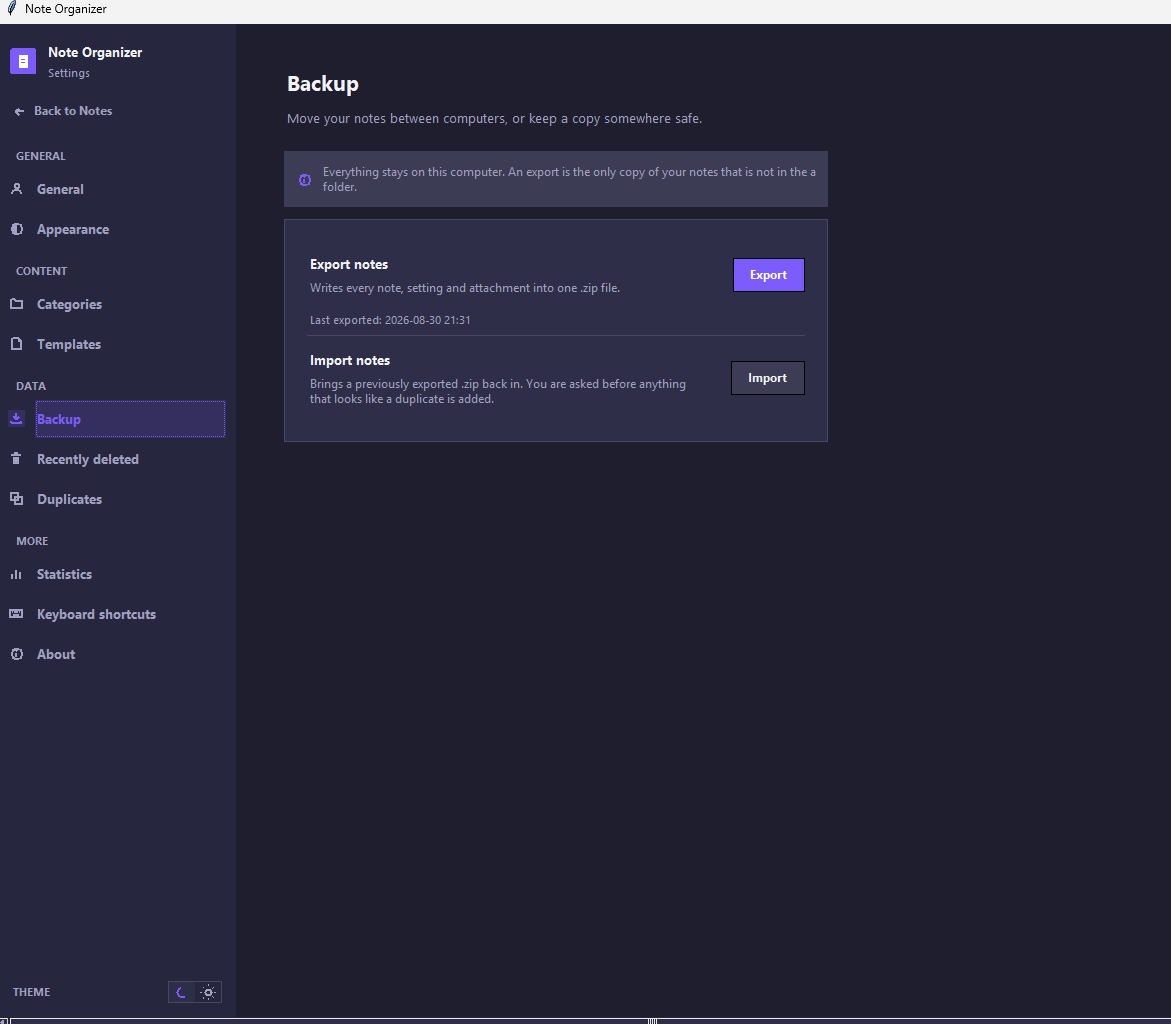 Note Organizer
Note Organizer
Settings
Back to Notes
GENERAL
General
Appearance
CONTENT
Categories
Templates
DATA
Backup
Recently deleted
Duplicates
MORE
Statistics
Keyboard shortcuts
About
THEME
Backup
Move your notes between computers, or keep a copy somewhere safe.
Everything stays on this computer. An export is the only copy of your notes that is not in the a
folder.
Export notes
Writes every note, setting and attachment into one .zip file.
Export
Last exported: 2026-08-30 21:31
Import notes
Brings a previously exported .zip back in. You are asked before anything
that looks like a duplicate is added.
Import